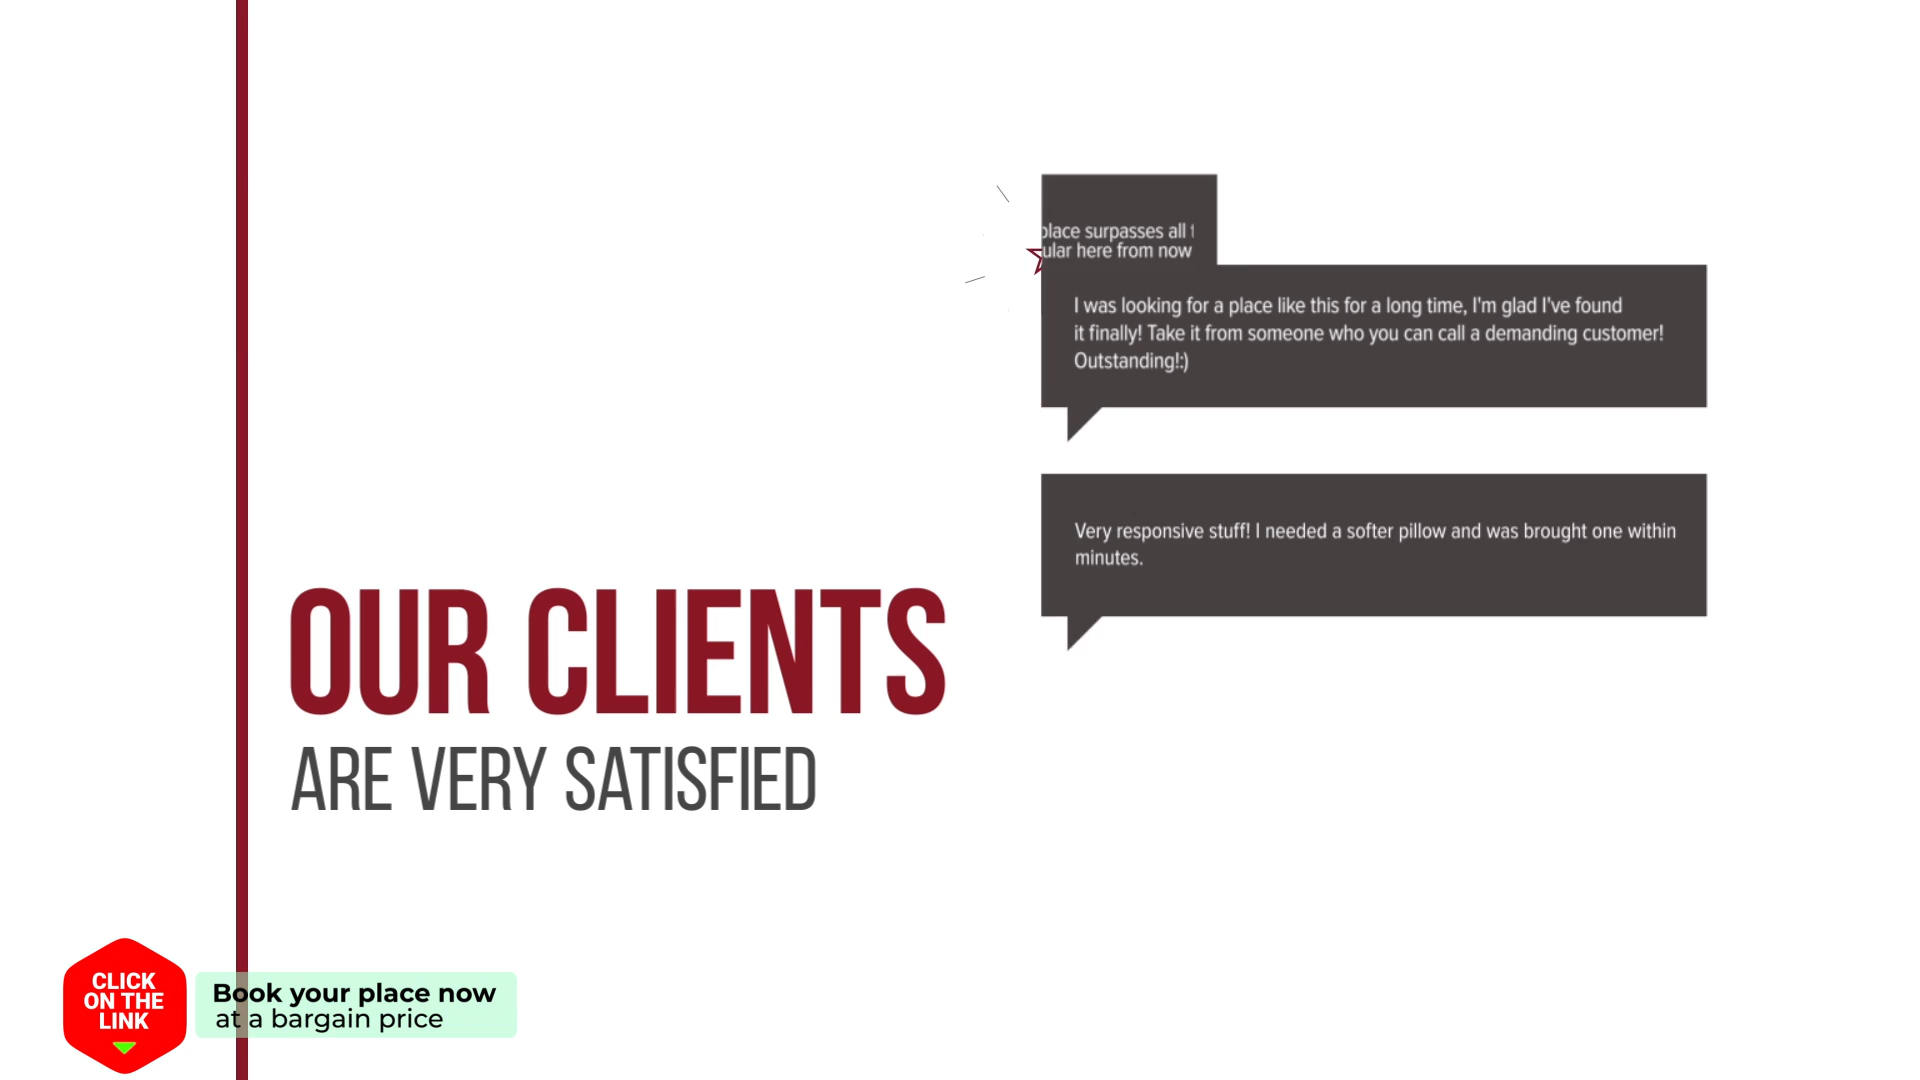 place surpasses all
ular here from now
I was looking for a place like this for a long time, I'm glad I've found
it finally! Take it from someone who you can call a demanding customer!
Outstanding!:)
Very responsive stuff! I needed a softer pillow and was brought one within
minutes.
OUR CLIENTS
ARE VERY SATISFIED
CLICK
ON THE
LINK
Book your place now
at a bargain price